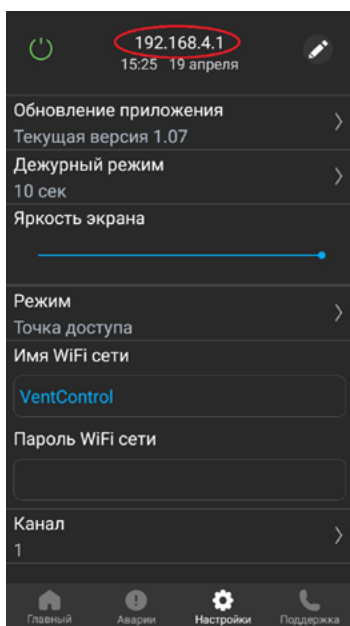 192.168.4.1
15:25 19 апреля
Обновление приложения
Текущая версия 1.07
Дежурный режим
10 сек
Яркость экрана
Режим
Точка доступа
Имя WiFi сети
VentControl
Пароль WiFi сети
Канал
1
Главный Аварии Настройки Поддержка